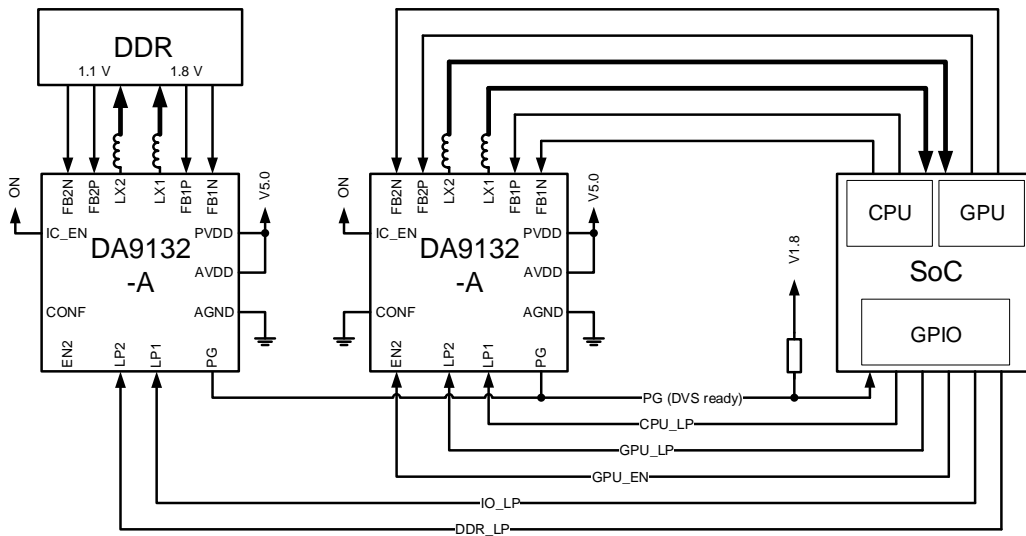 DDR
1.1 V
1.8 V
FB2N
FB2P
LX2
LX1
FB1P
FB1N
ON
IC_EN
DA9132
-A
PVDD
V5.0
AVDD
CONF
AGND
EN2
LP2
LP1
PG
FB2N
FB2P
LX2
LX1
FB1P
FB1N
ON
IC_EN
DA9132
-A
PVDD
V5.0
AVDD
CONF
AGND
EN2
LP2
LP1
PG
V1.8
CPU
GPU
SoC
GPIO
PG (DVS ready)
CPU_LP
GPU_LP
GPU_EN
IO_LP
DDR_LP